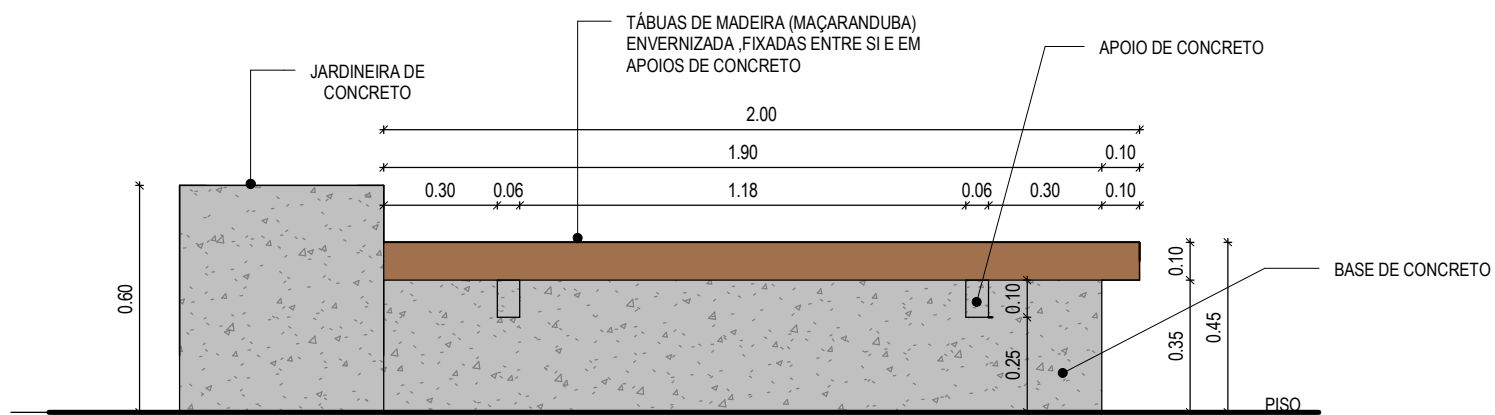 TÁBUAS DE MADEIRA (MAÇARANDUBA)
ENVERNIZADA ,FIXADAS ENTRE SI E EM
APOIOS DE CONCRETO
APOIO DE CONCRETO
JARDINEIRA DE
CONCRETO
2.00
1.90
0.10
0.30
0.06
1.18
0.06
0.30
0.10
0.60
0.10
0.25
0.10
0.35
0.45
BASE DE CONCRETO
PISO